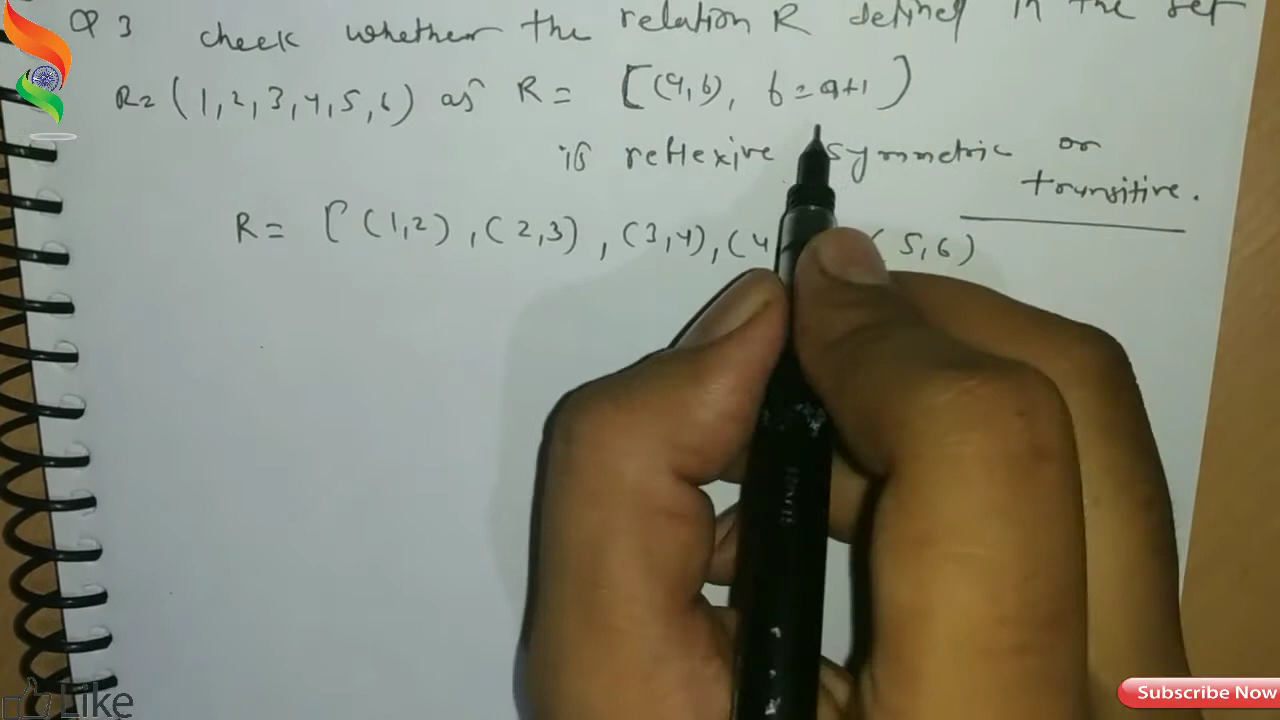 Q 3 check whether the relation R defined in the set
R= (1,2,3,4,5,6) as R = [(a,b), b=a+1)
is reflexive symmetric or
transitive.
R= [(1,2), (2,3), (3,4), (4 (5,6)
Like
Subscribe Now